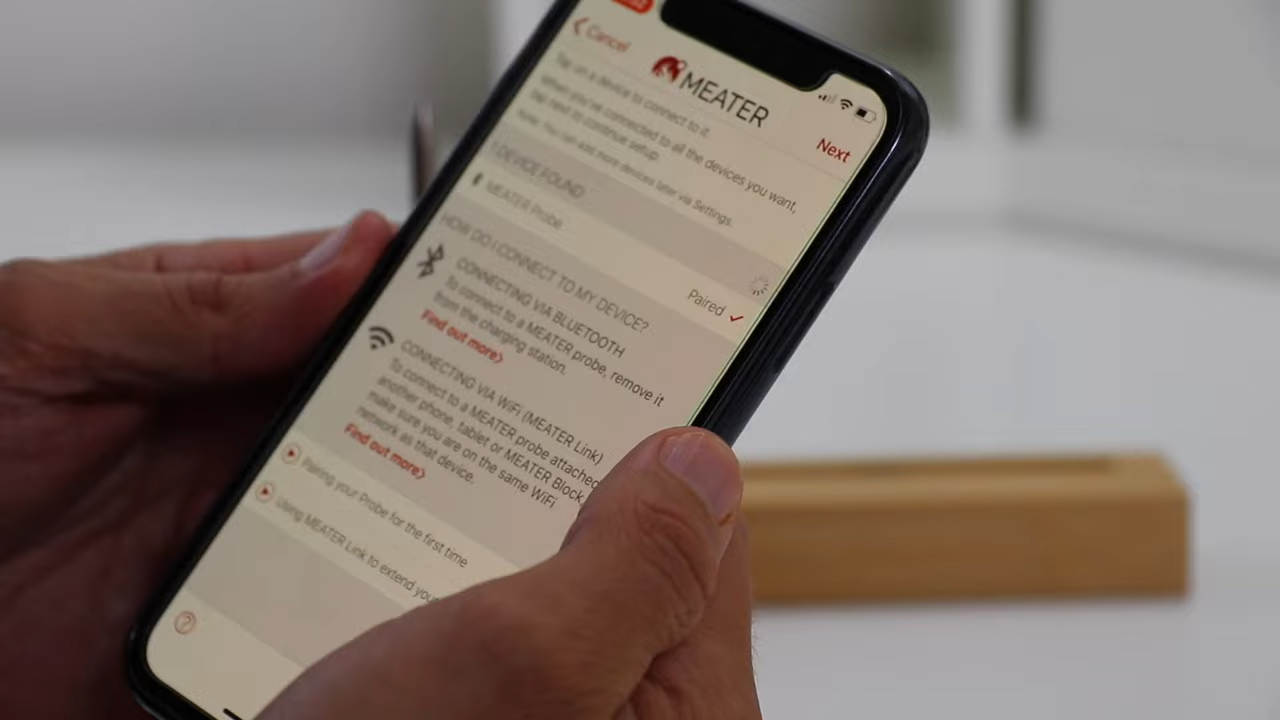 Cancel
MEATER
Next
Tap on a device to connect to it.
When you've connected to all the devices you want,
tap next to continue setup.
Note: You can add more devices later via Settings.
1 DEVICE FOUND
MEATER Probe
Paired
HOW DO I CONNECT TO MY DEVICE?
CONNECTING VIA BLUETOOTH
To connect to a MEATER probe, remove it
from the charging station.
Find out more
CONNECTING VIA WiFi (MEATER Link)
To connect to a MEATER probe attached
another phone, tablet or MEATER Block,
make sure you are on the same WiFi
network as that device.
Find out more
Pairing your Probe for the first time
Using MEATER Link to extend your
?